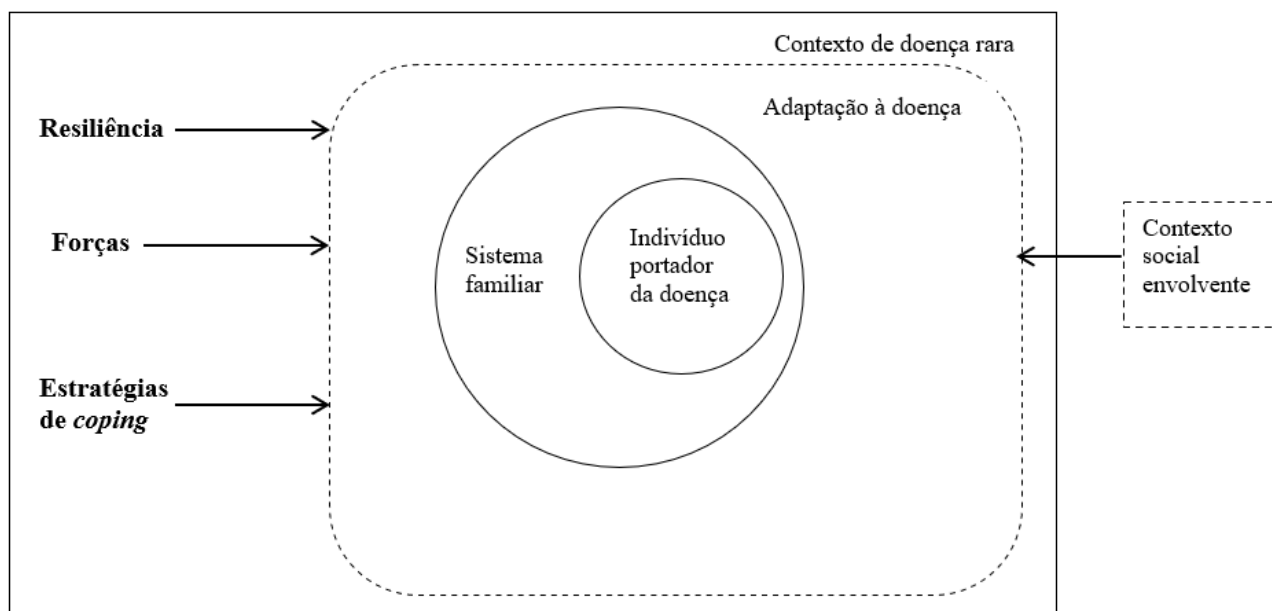 Contexto de doença rara
Adaptação à doença
Resiliência
Forças
Estratégias
de coping
Sistema
familiar
Indivíduo
portador
da doença
Contexto
social
envolvente